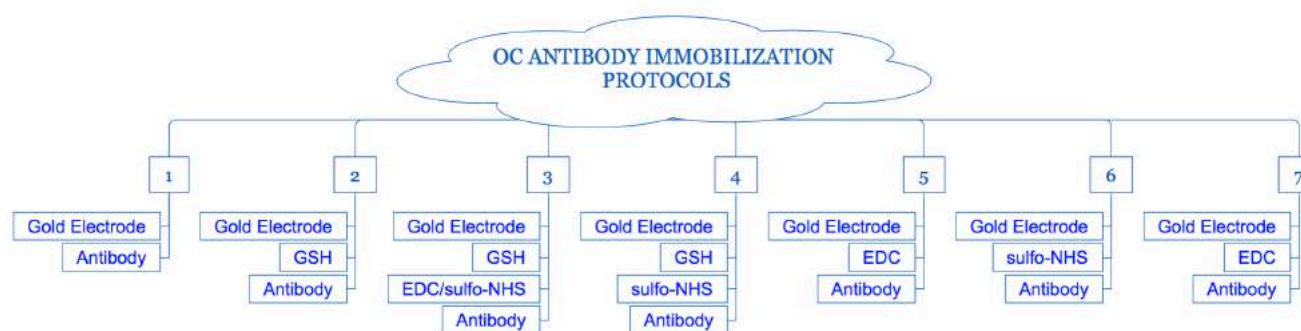 OC ANTIBODY IMMOBILIZATION
PROTOCOLS
1
2
3
4
5
6
7
Gold Electrode
Antibody
Gold Electrode
GSH
Antibody
Gold Electrode
GSH
EDC/sulfo-NHS
Antibody
Gold Electrode
GSH
sulfo-NHS
Antibody
Gold Electrode
EDC
Antibody
Gold Electrode
sulfo-NHS
Antibody
Gold Electrode
EDC
Antibody